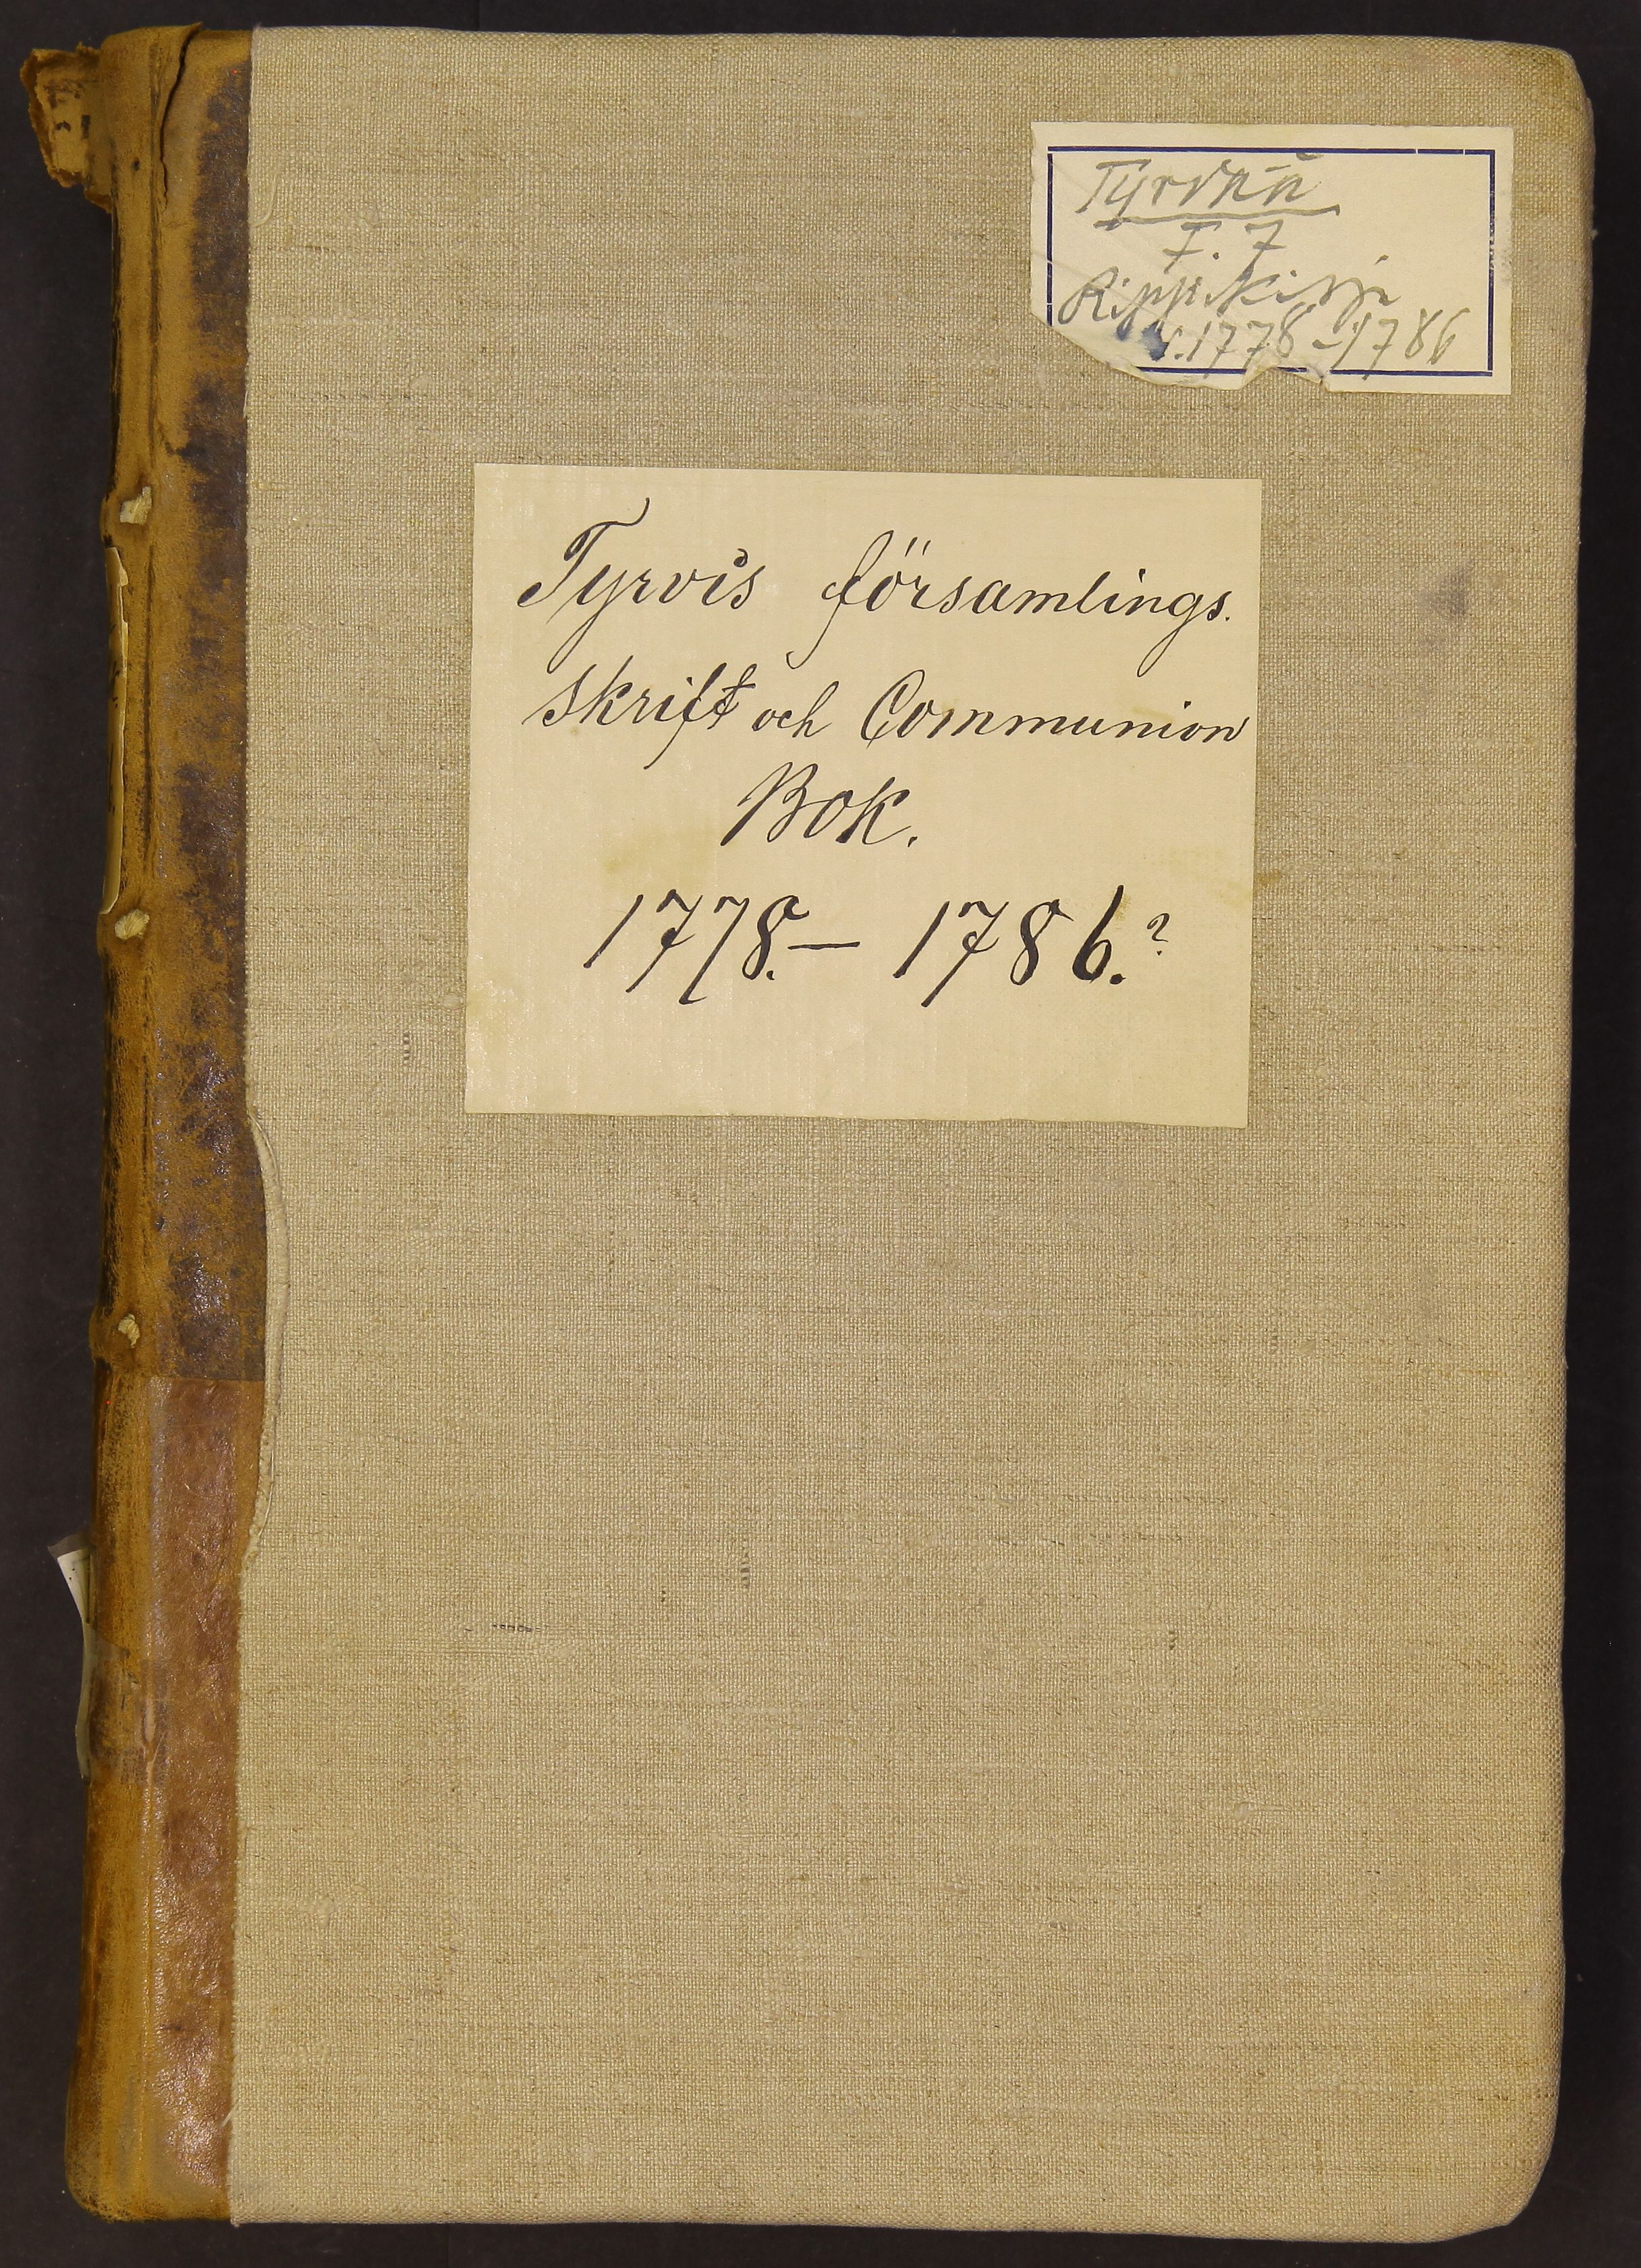 Tyrvää
I. 7
Rippikirja
v. 1778-1786
Tyrvis församlings.
Skrift och Communion
Bok.
1778.— 1786.?